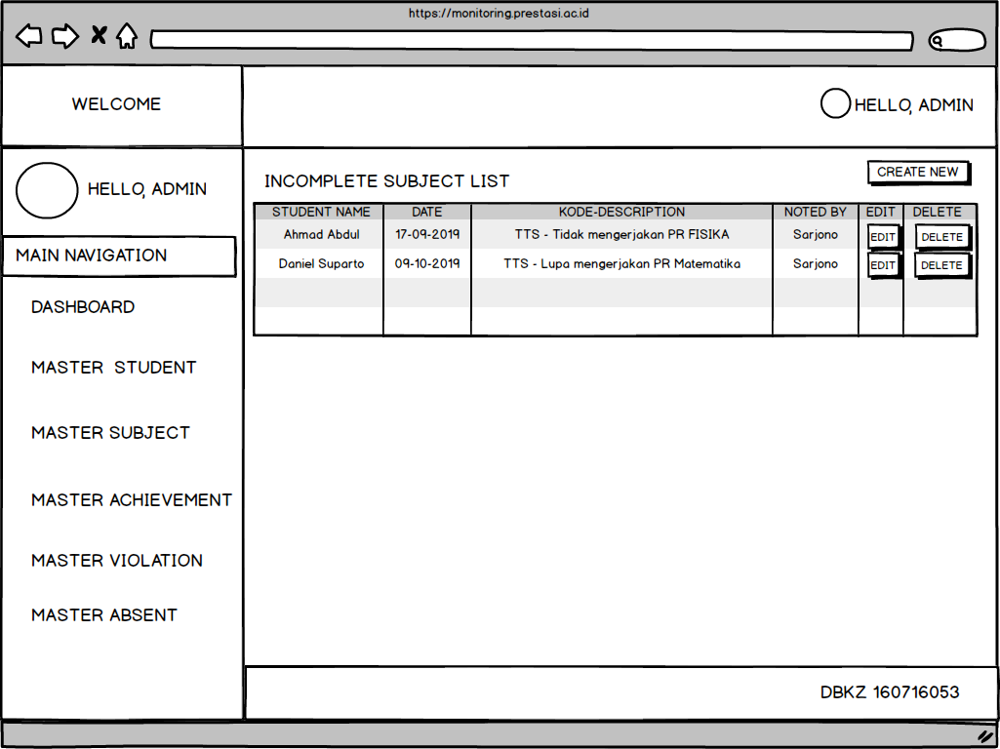 https://monitoring.prestasi.ac.id
WELCOME
HELLO, ADMIN
HELLO, ADMIN
MAIN NAVIGATION
DASHBOARD
MASTER  STUDENT
MASTER SUBJECT
MASTER ACHIEVEMENT
MASTER VIOLATION
MASTER ABSENT
INCOMPLETE SUBJECT LIST
CREATE NEW
STUDENT NAME DATE KODE-DESCRIPTION NOTED BY EDIT DELETE
Ahmad Abdul 17-09-2019 TTS - Tidak mengerjakan PR FISIKA Sarjono EDIT DELETE
Daniel Suparto 09-10-2019 TTS - Lupa mengerjakan PR Matematika Sarjono EDIT DELETE
DBKZ 160716053